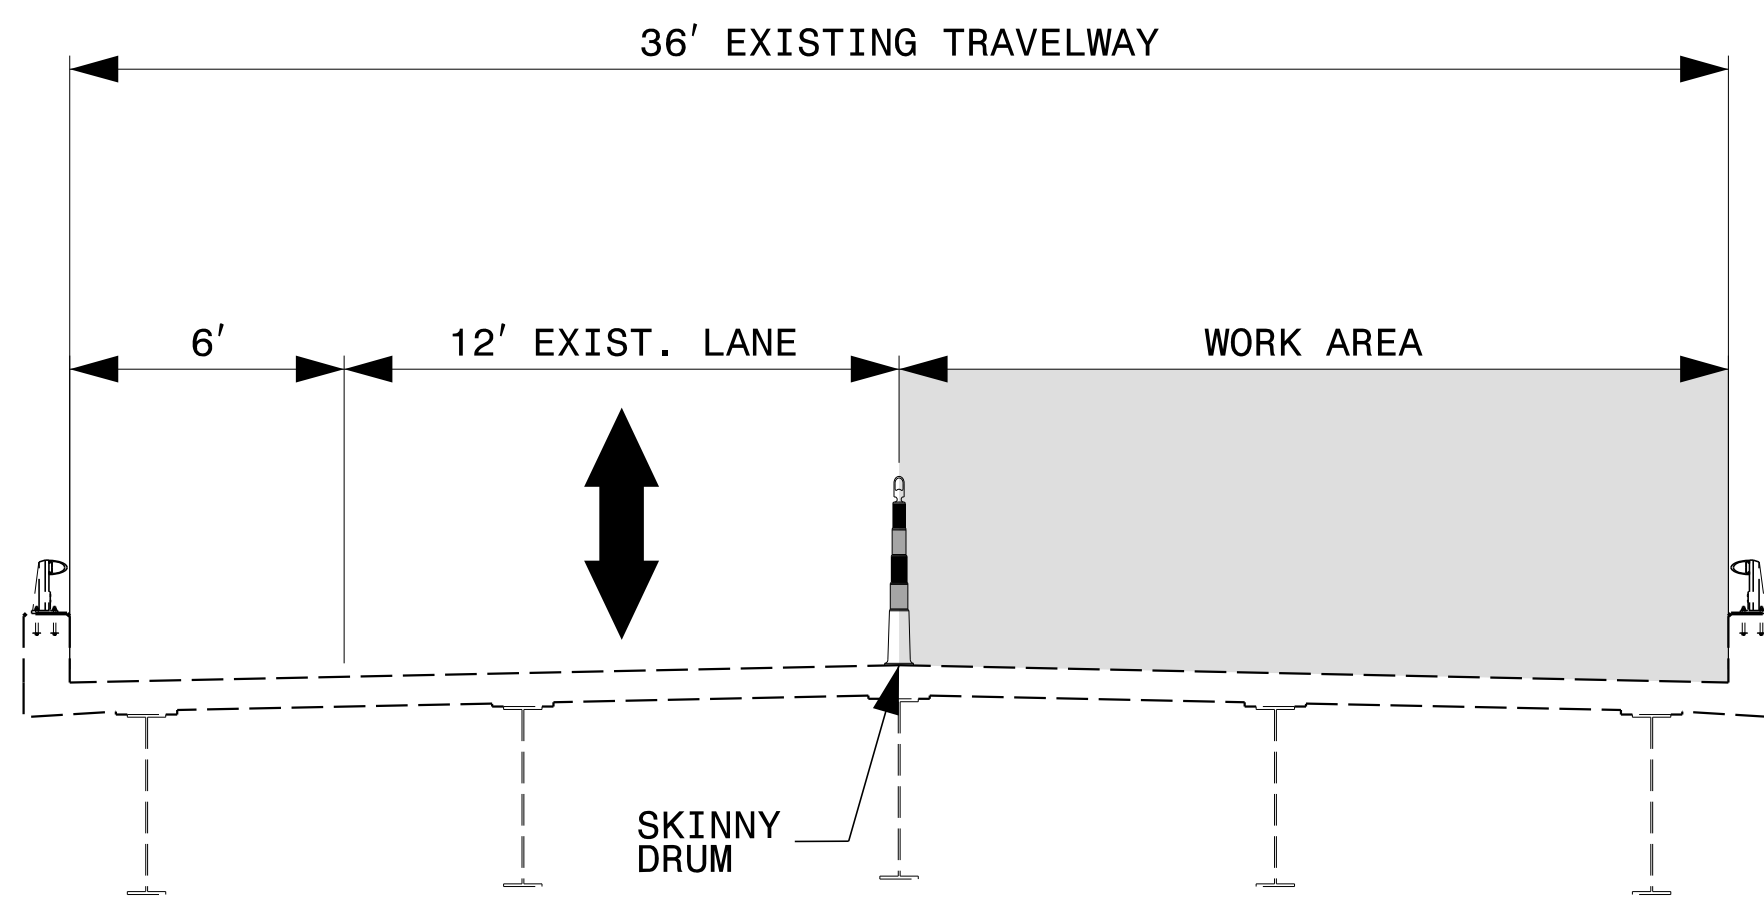 36' EXISTING TRAVELWAY
6'
12' EXIST. LANE
WORK AREA
SKINNY
DRUM